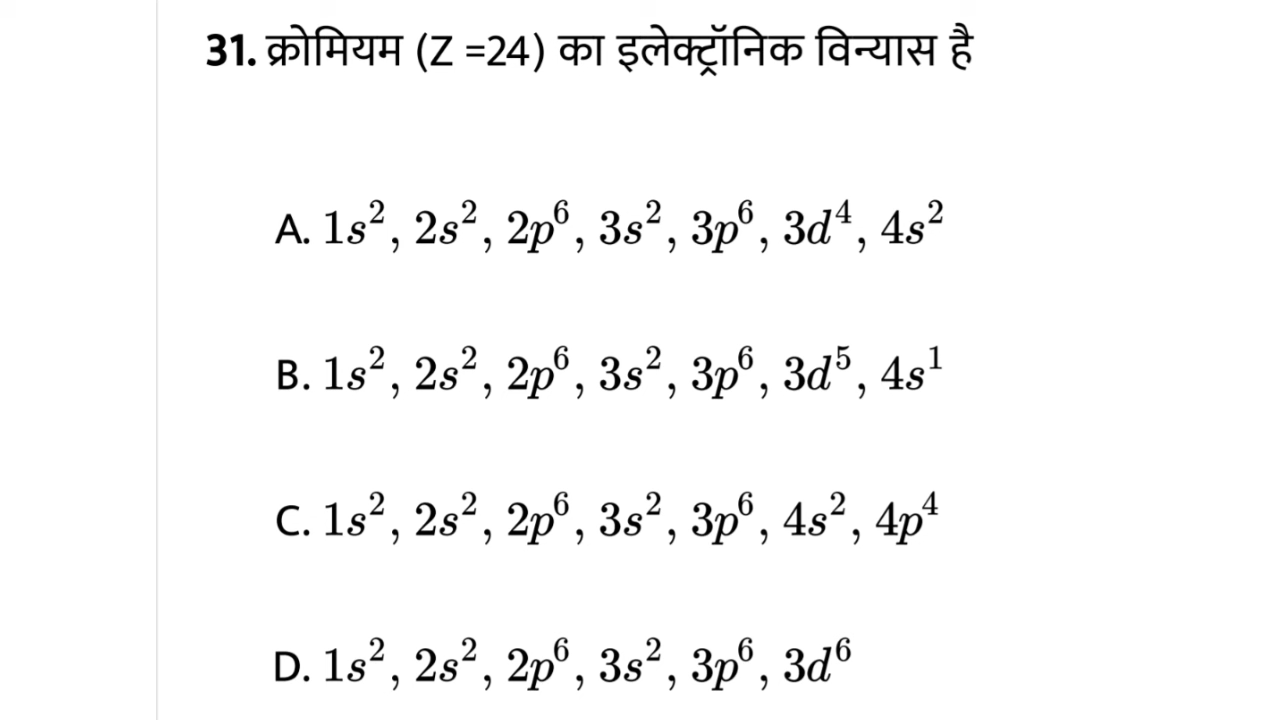 31. क्रोमियम (Z =24) का इलेक्ट्रॉनिक विन्यास है
A. 1s², 2s², 2p⁶, 3s², 3p⁶, 3d⁴, 4s²
B. 1s², 2s², 2p⁶, 3s², 3p⁶, 3d⁵, 4s¹
C. 1s², 2s², 2p⁶, 3s², 3p⁶, 4s², 4p⁴
D. 1s², 2s², 2p⁶, 3s², 3p⁶, 3d⁶